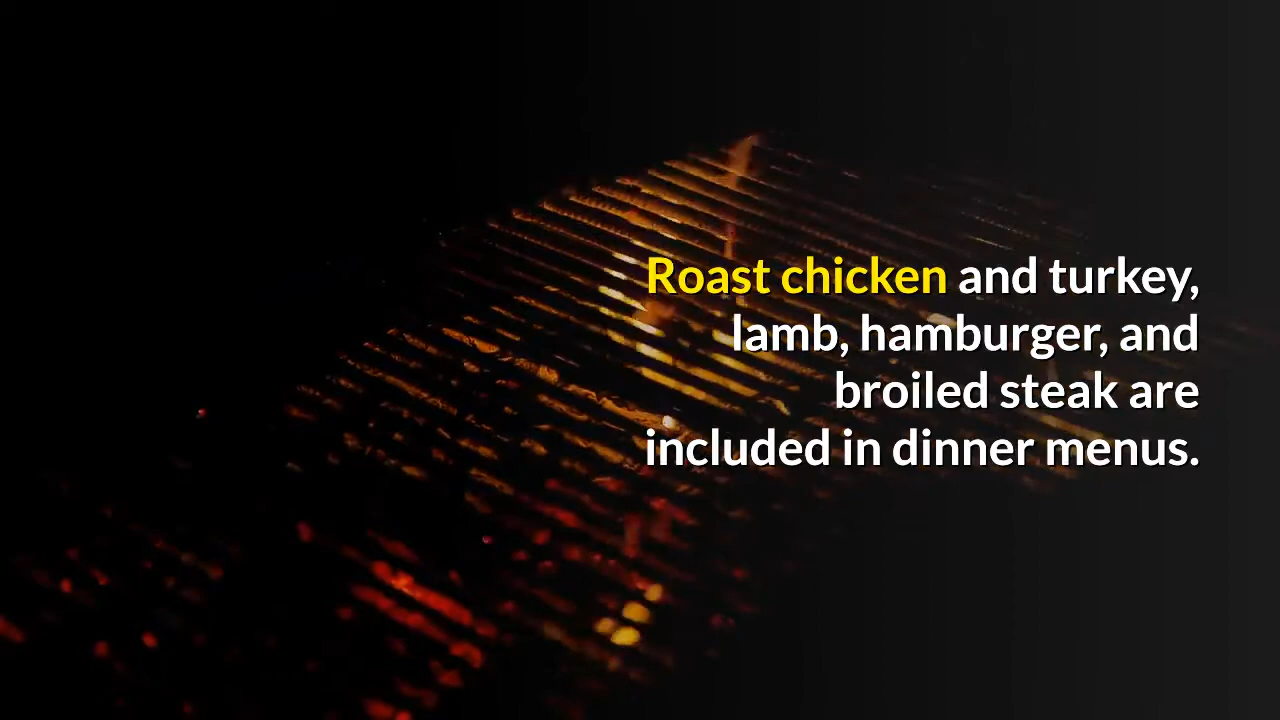 Roast chicken and turkey,
lamb, hamburger, and
broiled steak are
included in dinner menus.